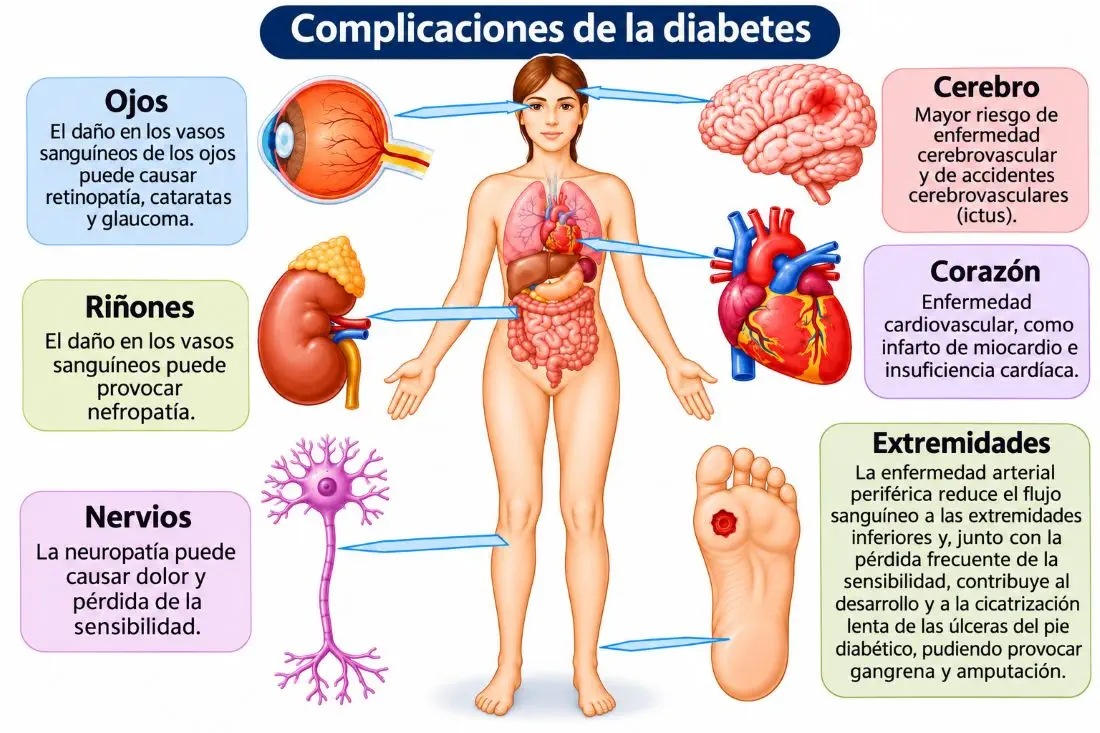 Complicaciones de la diabetes
Ojos
El daño en los vasos
sanguíneos de los ojos
puede causar
retinopatía, cataratas
y glaucoma.
Cerebro
Mayor riesgo de
enfermedad
cerebrovascular
y de accidentes
cerebrovasculares
(ictus).
Riñones
El daño en los vasos
sanguíneos puede
provocar
nefropatía.
Corazón
Enfermedad
cardiovascular, como
infarto de miocardio e
insuficiencia cardíaca.
Nervios
La neuropatía puede
causar dolor y
pérdida de la
sensibilidad.
Extremidades
La enfermedad arterial
periférica reduce el flujo
sanguíneo a las extremidades
inferiores y, junto con la
pérdida frecuente de la
sensibilidad, contribuye al
desarrollo y a la cicatrización
lenta de las úlceras del pie
diabético, pudiendo provocar
gangrena y amputación.